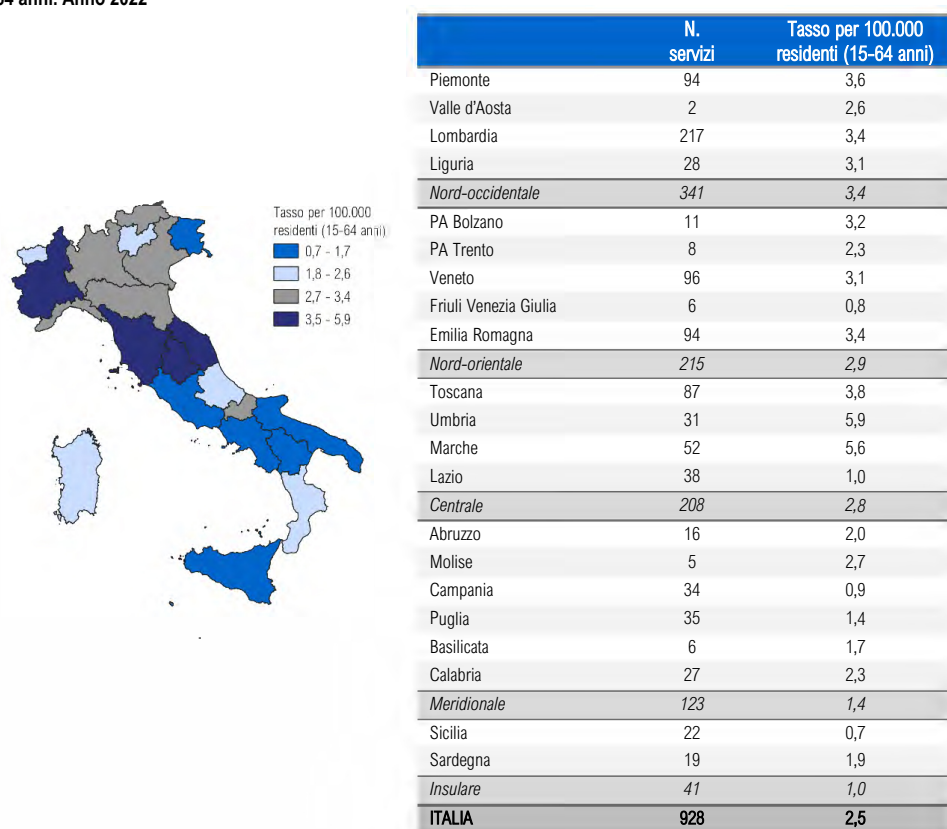 64 anni. Anno 2022
N. servizi Tasso per 100.000 residenti (15-64 anni)
Piemonte 94 3,6
Valle d'Aosta 2 2,6
Lombardia 217 3,4
Liguria 28 3,1
Nord-occidentale 341 3,4
PA Bolzano 11 3,2
PA Trento 8 2,3
Veneto 96 3,1
Friuli Venezia Giulia 6 0,8
Emilia Romagna 94 3,4
Nord-orientale 215 2,9
Toscana 87 3,8
Umbria 31 5,9
Marche 52 5,6
Lazio 38 1,0
Centrale 208 2,8
Abruzzo 16 2,0
Molise 5 2,7
Campania 34 0,9
Puglia 35 1,4
Basilicata 6 1,7
Calabria 27 2,3
Meridionale 123 1,4
Sicilia 22 0,7
Sardegna 19 1,9
Insulare 41 1,0
ITALIA 928 2,5
Tasso per 100.000
residenti (15-64 anni)
0,7 - 1,7
1,8 - 2,6
2,7 - 3,4
3,5 - 5,9